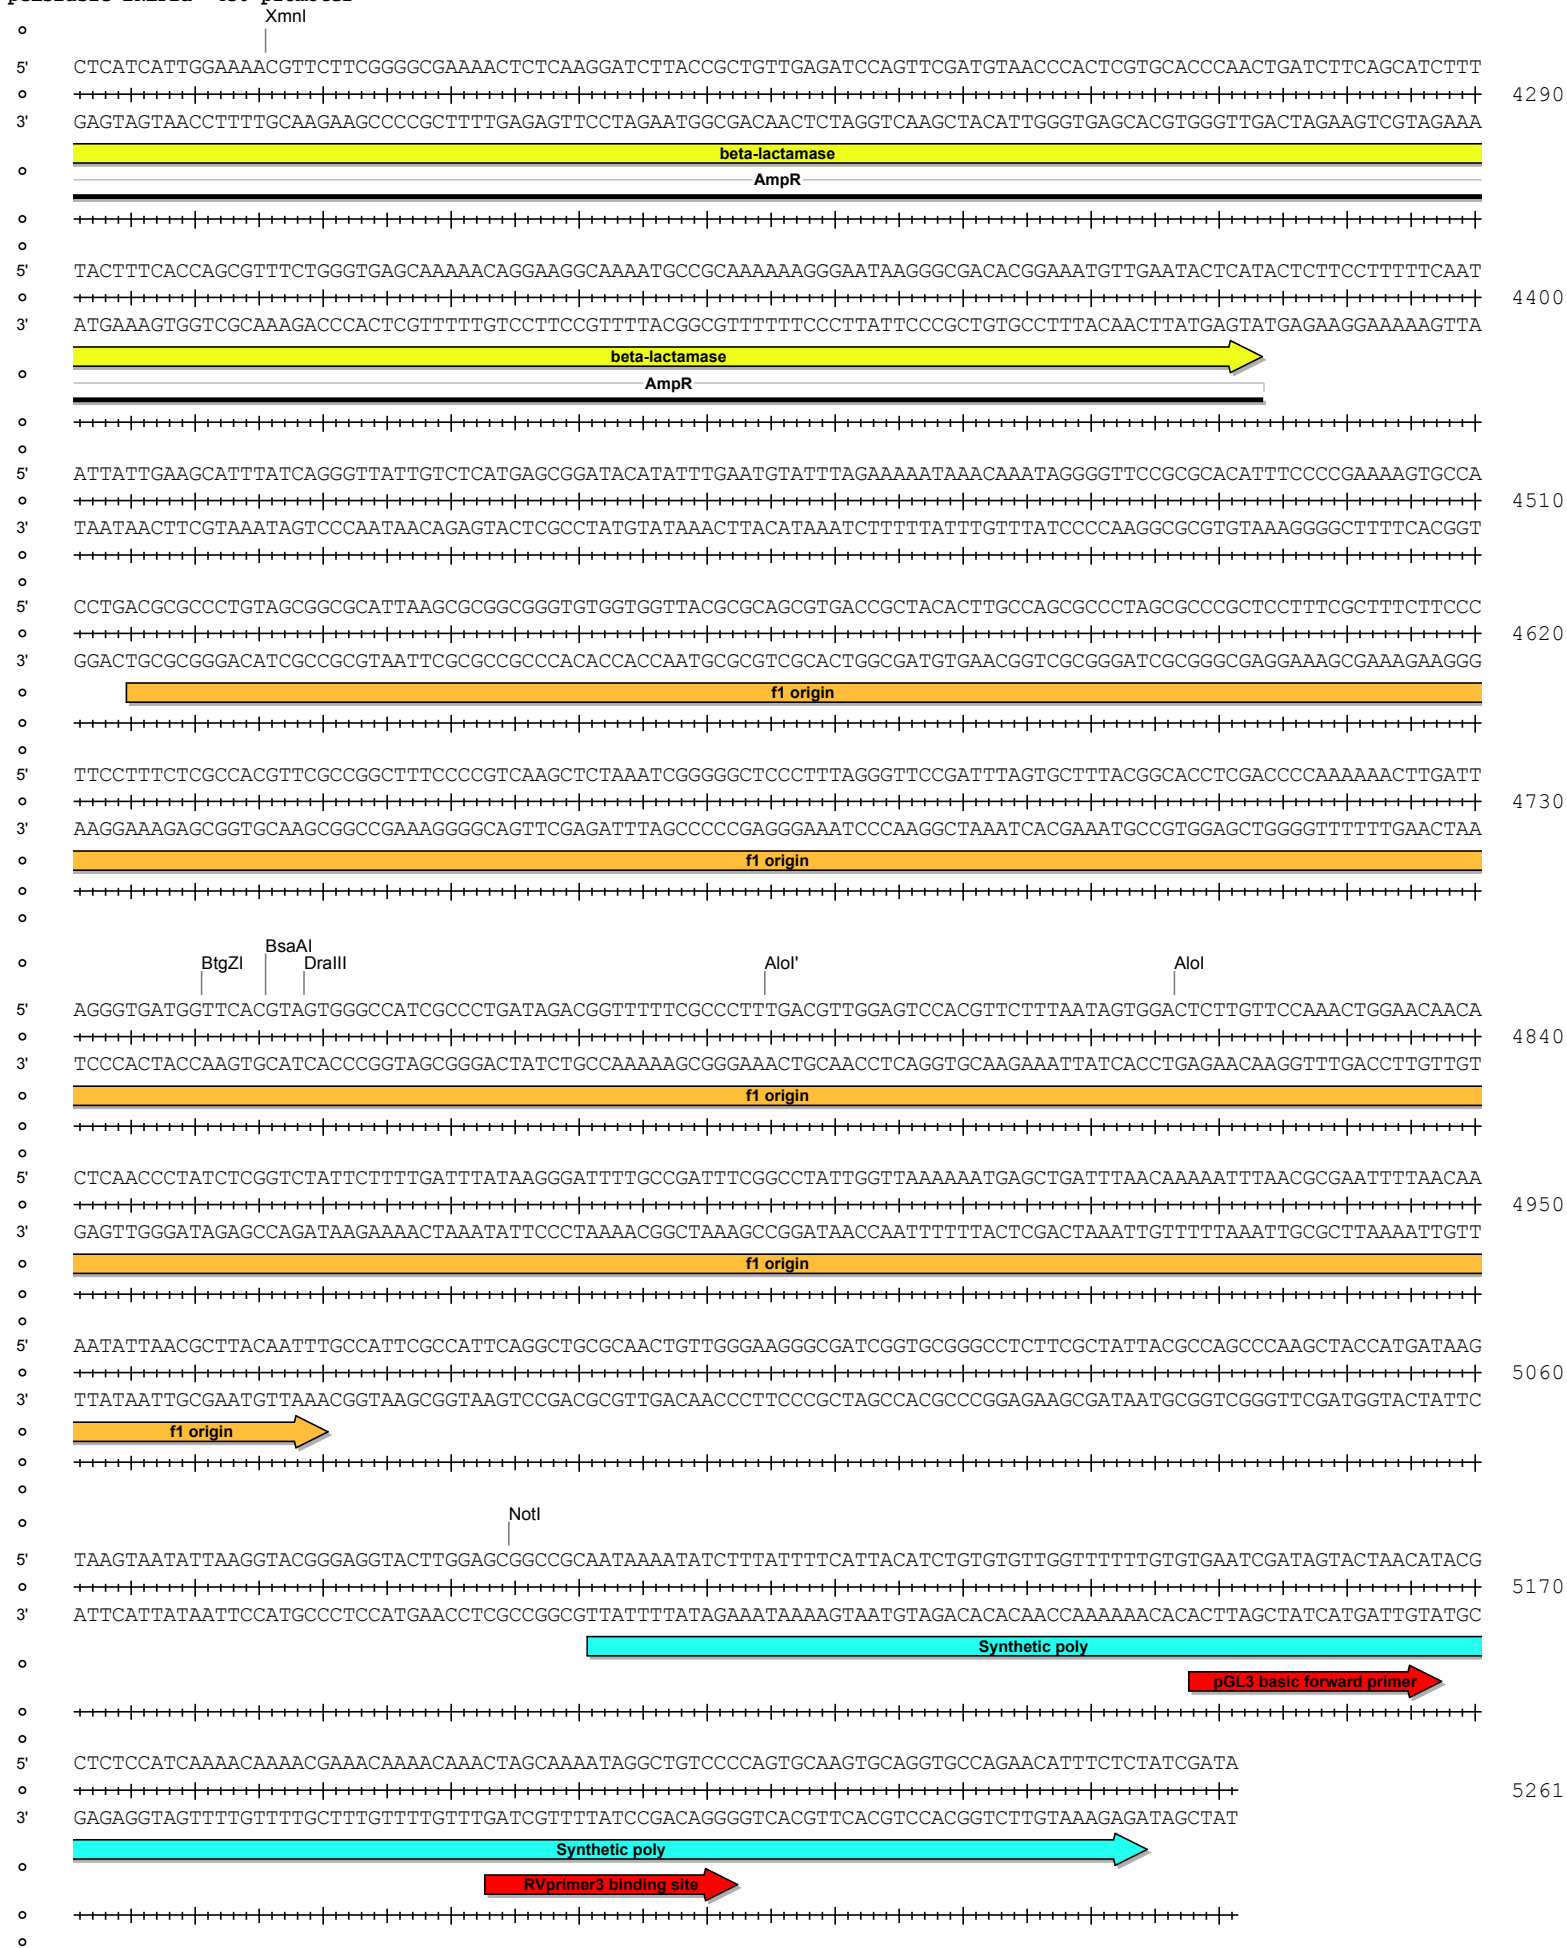 XmnI
5' CTCATCATTGGAAAACGTTCTTCGGGGCGAAAACTCTCAAGGATCTTACCGCTGTTGAGATCCAGTTCGATGTAACCCACTCGTGCACCCAACTGATCTTCAGCATCTTT
4290
3' GAGTAGTAACCTTTTGCAAGAAGCCCCGCTTTTGAGAGTTCCTAGAATGGCGACAACTCTAGGTCAAGCTACATTGGGTGAGCACGTGGGTTGACTAGAAGTCGTAGAAA
beta-lactamase
AmpR
5' TACTTTCACCAGCGTTTCTGGGTGAGCAAAAACAGGAAGGCAAAATGCCGCAAAAAAGGGAATAAGGGCGACACGGAAATGTTGAATACTCATACTCTTCCTTTTTCAAT
4400
3' ATGAAAGTGGTCGCAAAGACCCACTCGTTTTTGTCCTTCCGTTTTACGGCGTTTTTTCCCTTATTCCCGCTGTGCCTTTACAACTTATGAGTATGAGAAGGAAAAAGTTA
beta-lactamase
AmpR
5' ATTATTGAAGCATTTATCAGGGTTATTGTCTCATGAGCGGATACATATTTGAATGTATTTAGAAAAATAAACAAATAGGGGTTCCGCGCACATTTCCCCGAAAAGTGCCA
4510
3' TAATAACTTCGTAAATAGTCCCAATAACAGAGTACTCGCCTATGTATAAACTTACATAAATCTTTTTATTTGTTTATCCCCAAGGCGCGTGTAAAGGGGCTTTTCACGGT
5' CCTGACGCGCCCTGTAGCGGCGCATTAAGCGCGGCGGGTGTGGTGGTTACGCGCAGCGTGACCGCTACACTTGCCAGCGCCCTAGCGCCCGCTCCTTTCGCTTTCTTCCC
4620
3' GGACTGCGCGGGACATCGCCGCGTAATTCGCGCCGCCCACACCACCAATGCGCGTCGCACTGGCGATGTGAACGGTCGCGGGATCGCGGGCGAGGAAAGCGAAAGAAGGG
f1 origin
5' TTCCTTTCTCGCCACGTTCGCCGGCTTTCCCCGTCAAGCTCTAAATCGGGGGCTCCCTTTAGGGTTCCGATTTAGTGCTTTACGGCACCTCGACCCCAAAAAACTTGATT
4730
3' AAGGAAAGAGCGGTGCAAGCGGCCGAAAGGGGCAGTTCGAGATTTAGCCCCCGAGGGAAATCCCAAGGCTAAATCACGAAATGCCGTGGAGCTGGGGTTTTTTGAACTAA
f1 origin
BtgZI BsaAI DraIII AloI' AloI
5' AGGGTGATGGTTCACGTAGTGGGCCATCGCCCTGATAGACGGTTTTTCGCCCTTTGACGTTGGAGTCCACGTTCTTTAATAGTGGACTCTTGTTCCAAACTGGAACAACA
4840
3' TCCCACTACCAAGTGCATCACCCGGTAGCGGGACTATCTGCCAAAAAGCGGGAAACTGCAACCTCAGGTGCAAGAAATTATCACCTGAGAACAAGGTTTGACCTTGTTGT
f1 origin
5' CTCAACCCTATCTCGGTCTATTCTTTTGATTTATAAGGGATTTTGCCGATTTCGGCCTATTGGTTAAAAAATGAGCTGATTTAACAAAAATTTAACGCGAATTTTAACAA
4950
3' GAGTTGGGATAGAGCCAGATAAGAAAACTAAATATTCCCTAAAACGGCTAAAGCCGGATAACCAATTTTTTACTCGACTAAATTGTTTTTAAATTGCGCTTAAAATTGTT
f1 origin
5' AATATTAACGCTTACAATTTGCCATTCGCCATTCAGGCTGCGCAACTGTTGGGAAGGGCGATCGGTGCGGGCCTCTTCGCTATTACGCCAGCCCAAGCTACCATGATAAG
5060
3' TTATAATTGCGAATGTTAAACGGTAAGCGGTAAGTCCGACGCGTTGACAACCCTTCCCGCTAGCCACGCCCGGAGAAGCGATAATGCGGTCGGGTTCGATGGTACTATTC
f1 origin
NotI
5' TAAGTAATATTAAGGTACGGGAGGTACTTGGAGCGGCCGCAATAAAATATCTTTATTTTCATTACATCTGTGTGTTGGTTTTTTGTGTGAATCGATAGTACTAACATACG
5170
3' ATTCATTATAATTCCATGCCCTCCATGAACCTCGCCGGCGTTATTTTATAGAAATAAAAGTAATGTAGACACACAACCAAAAAACACACTTAGCTATCATGATTGTATGC
Synthetic poly
pGL3 basic forward primer
5' CTCTCCATCAAAACAAAACGAAACAAAACAAACTAGCAAAATAGGCTGTCCCCAGTGCAAGTGCAGGTGCCAGAACATTTCTCTATCGATA
5261
3' GAGAGGTAGTTTTGTTTTGCTTTGTTTTGTTTGATCGTTTTATCCGACAGGGGTCACGTTCACGTCCACGGTCTTGTAAAGAGATAGCTAT
Synthetic poly
RVprimer3 binding site